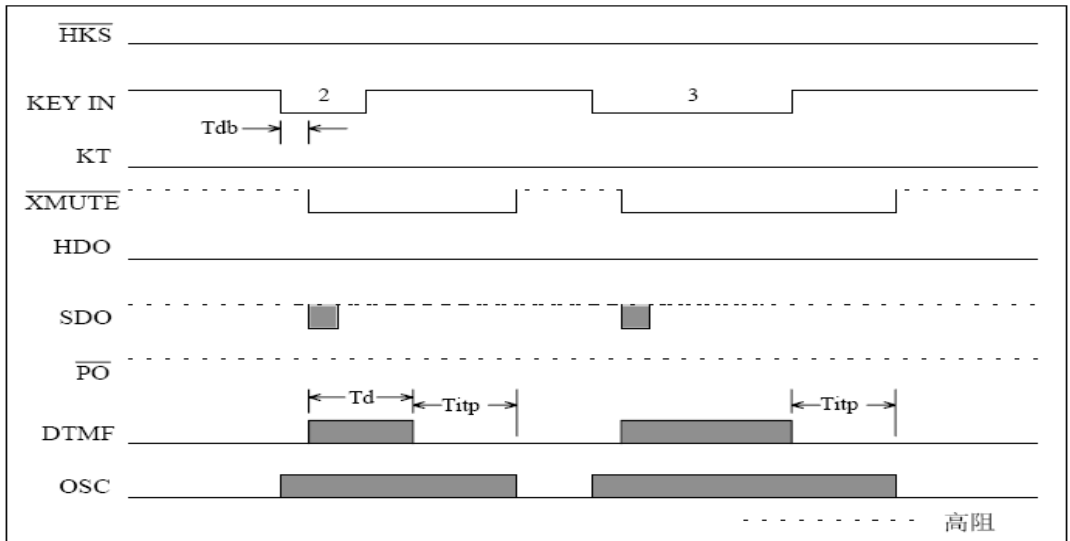 HKS
KEY IN
2
3
Tdb
KT
XMUTE
HDO
SDO
PO
Td
Titp
Titp
DTMF
OSC
高阻